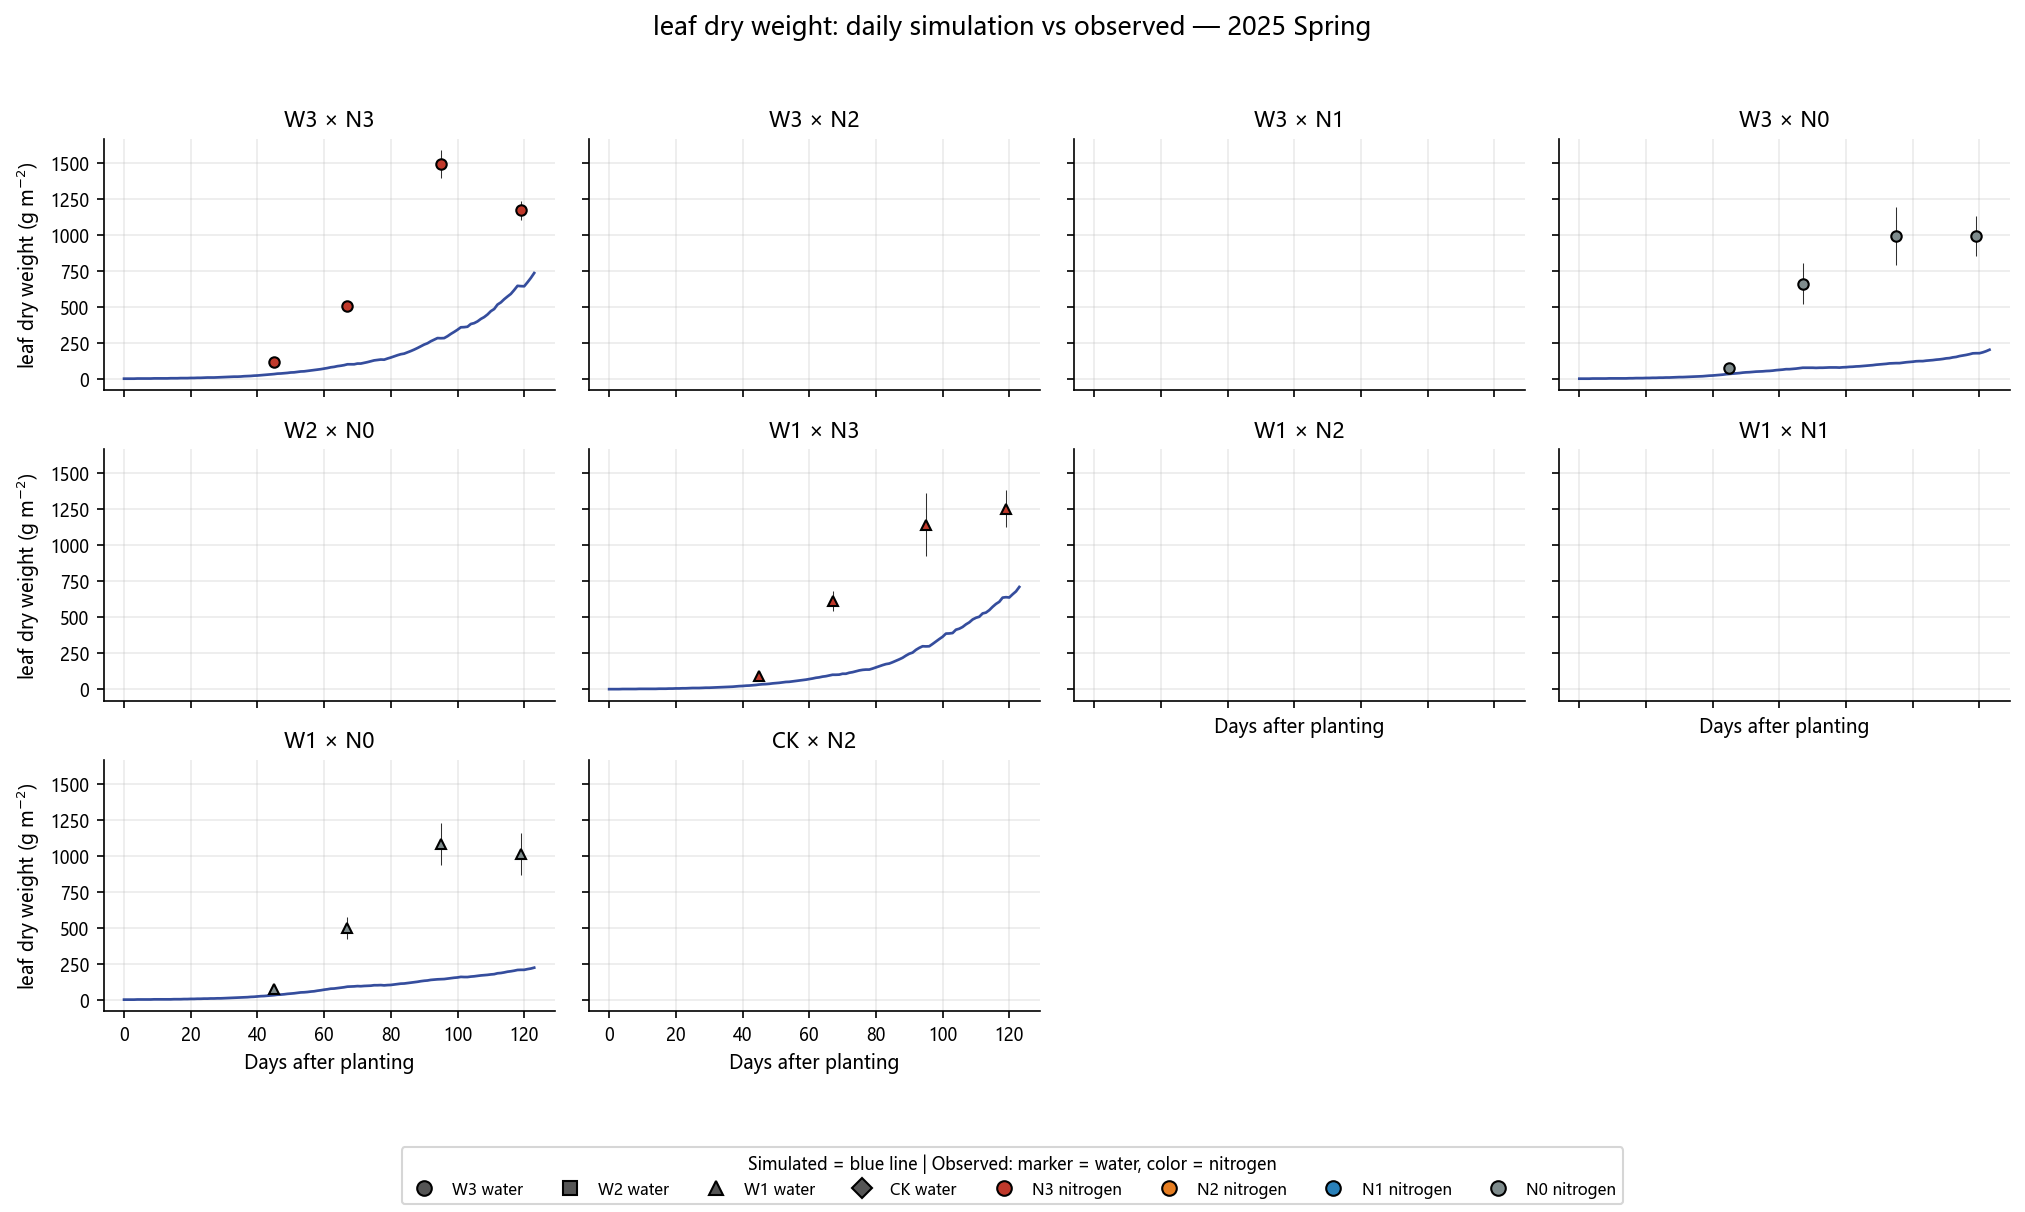 leaf dry weight: daily simulation vs observed — 2025 Spring
W3 × N3
W3 × N2
W3 × N1
W3 × N0
leaf dry weight (g m⁻²)
1500
1250
1000
750
500
250
0
W2 × N0
W1 × N3
W1 × N2
W1 × N1
leaf dry weight (g m⁻²)
1500
1250
1000
750
500
250
0
Days after planting
Days after planting
W1 × N0
CK × N2
leaf dry weight (g m⁻²)
1500
1250
1000
750
500
250
0
0 20 40 60 80 100 120
0 20 40 60 80 100 120
Days after planting
Days after planting
Simulated = blue line | Observed: marker = water, color = nitrogen
W3 water W2 water W1 water CK water N3 nitrogen N2 nitrogen N1 nitrogen N0 nitrogen